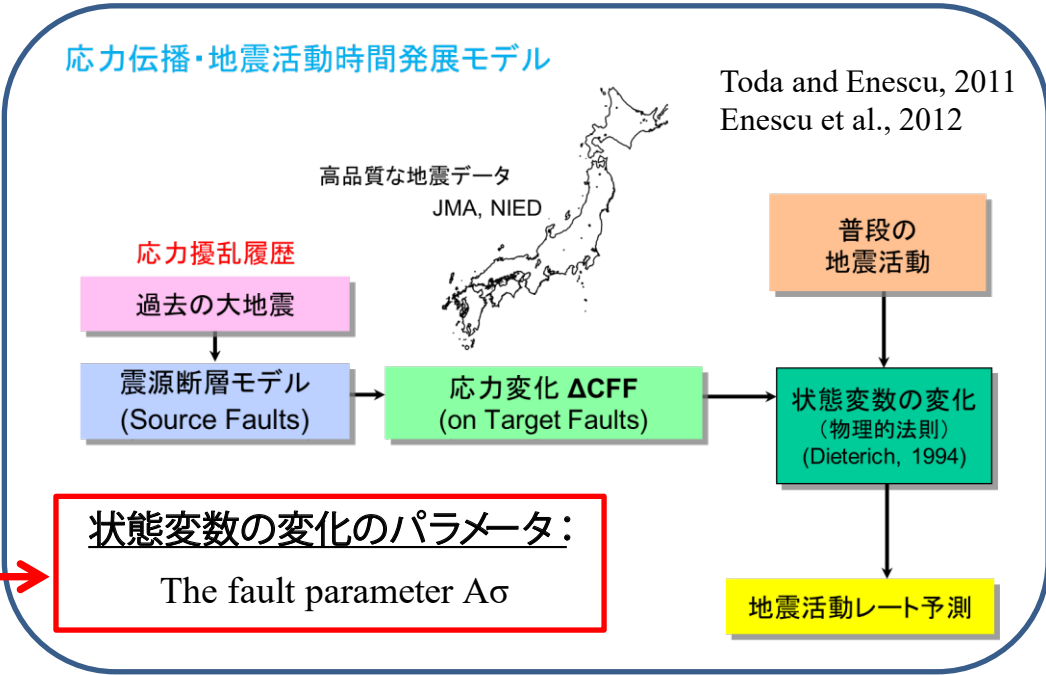 応力伝播・地震活動時間発展モデル
Toda and Enescu, 2011
Enescu et al., 2012
高品質な地震データ
JMA, NIED
応力擾乱履歴
過去の大地震
普段の
地震活動
震源断層モデル
(Source Faults)
応力変化 ΔCFF
(on Target Faults)
状態変数の変化
(物理的法則)
(Dieterich, 1994)
状態変数の変化のパラメータ:
The fault parameter Aσ
地震活動レート予測